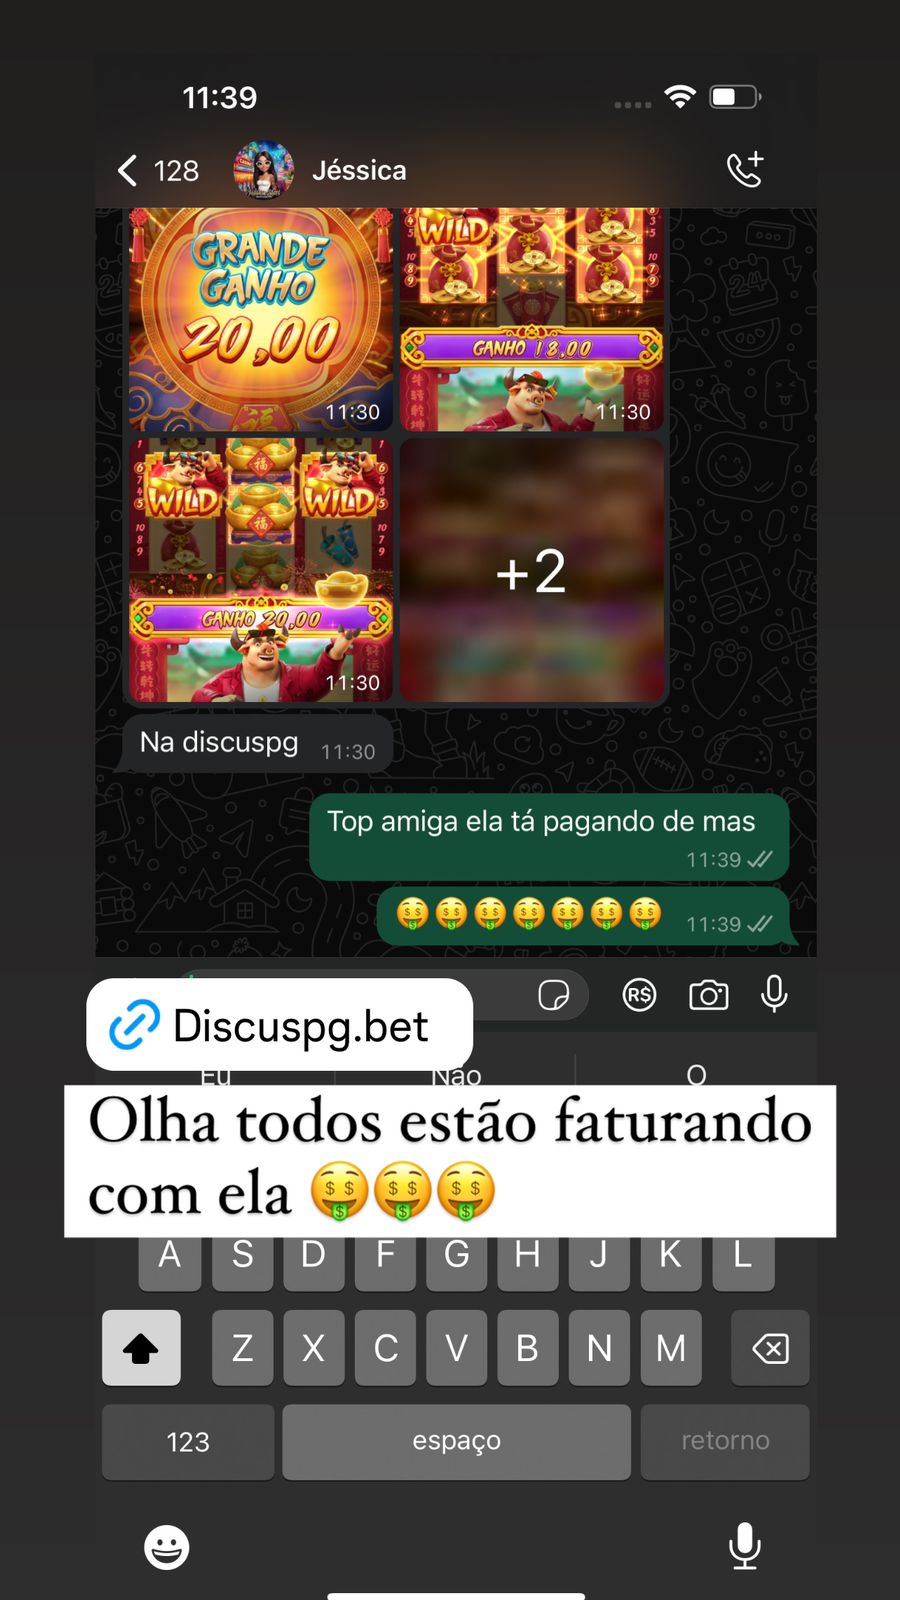 11:39
128
Jéssica
GRANDE
GANHO
20,00
11:30
WILD
GANHO 18,00
11:30
WILD
WILD
GANHO 20,00
11:30
+2
Na discuspg 11:30
Top amiga ela tá pagando de mas
11:39
🤑🤑🤑🤑🤑🤑🤑 11:39
R$
Discuspg.bet
Eu Não O
Olha todos estão faturando
com ela 🤑🤑🤑
A S D F G H J K L
Z X C V B N M
123 espaço retorno